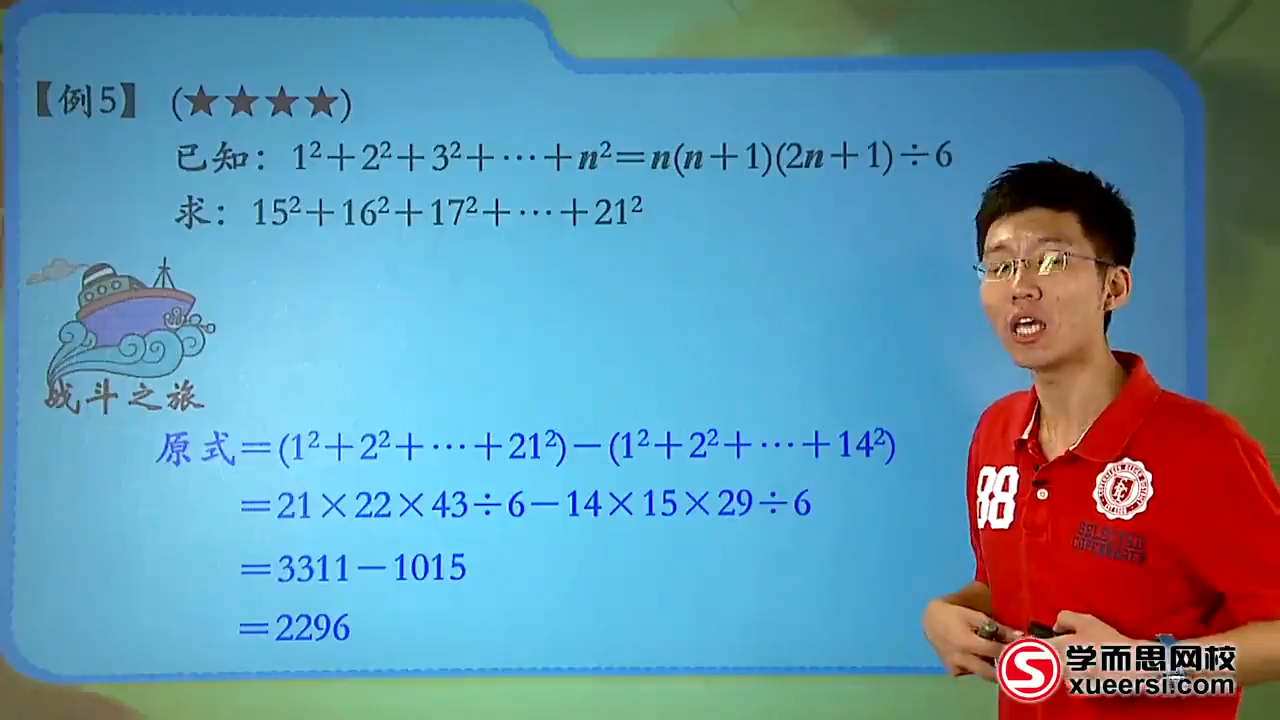 【例5】 (★★★★)
已知：1²+2²+3²+⋯+n²=n(n+1)(2n+1)÷6
求：15²+16²+17²+⋯+21²
战斗之旅
原式=(1²+2²+⋯+21²)−(1²+2²+⋯+14²)
=21×22×43÷6−14×15×29÷6
=3311−1015
=2296
88
SELECTED
COPENHAGEN
学而思网校
xueersi.com